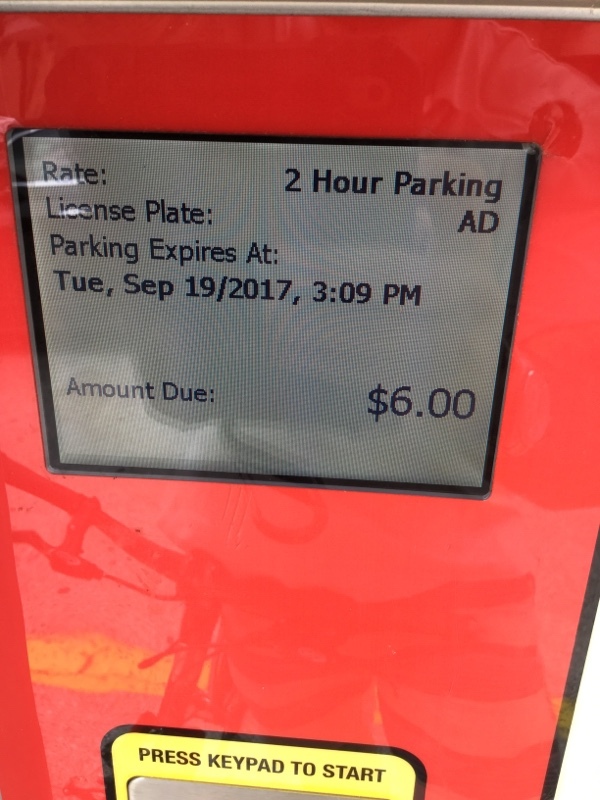 Rate: 2 Hour Parking
License Plate: AD
Parking Expires At:
Tue, Sep 19/2017, 3:09 PM
Amount Due: $6.00
PRESS KEYPAD TO START